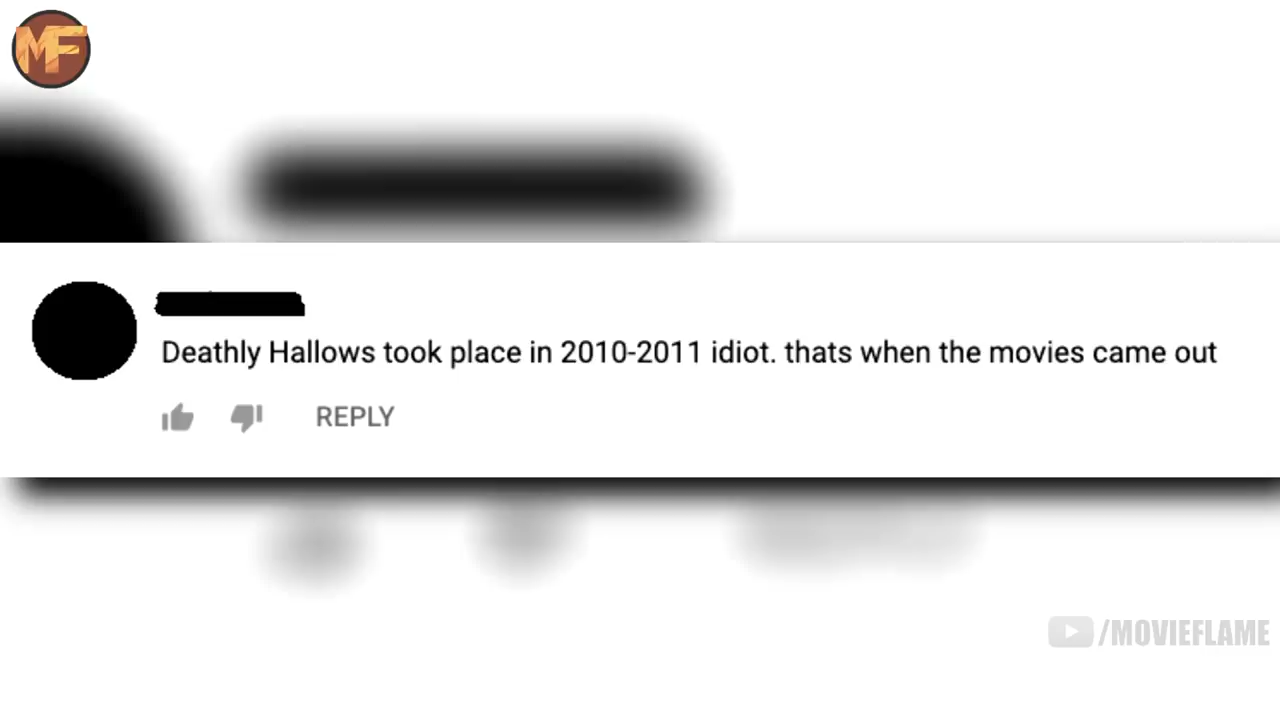 MF
Deathly Hallows took place in 2010-2011 idiot. thats when the movies came out
REPLY
/MOVIEFLAME